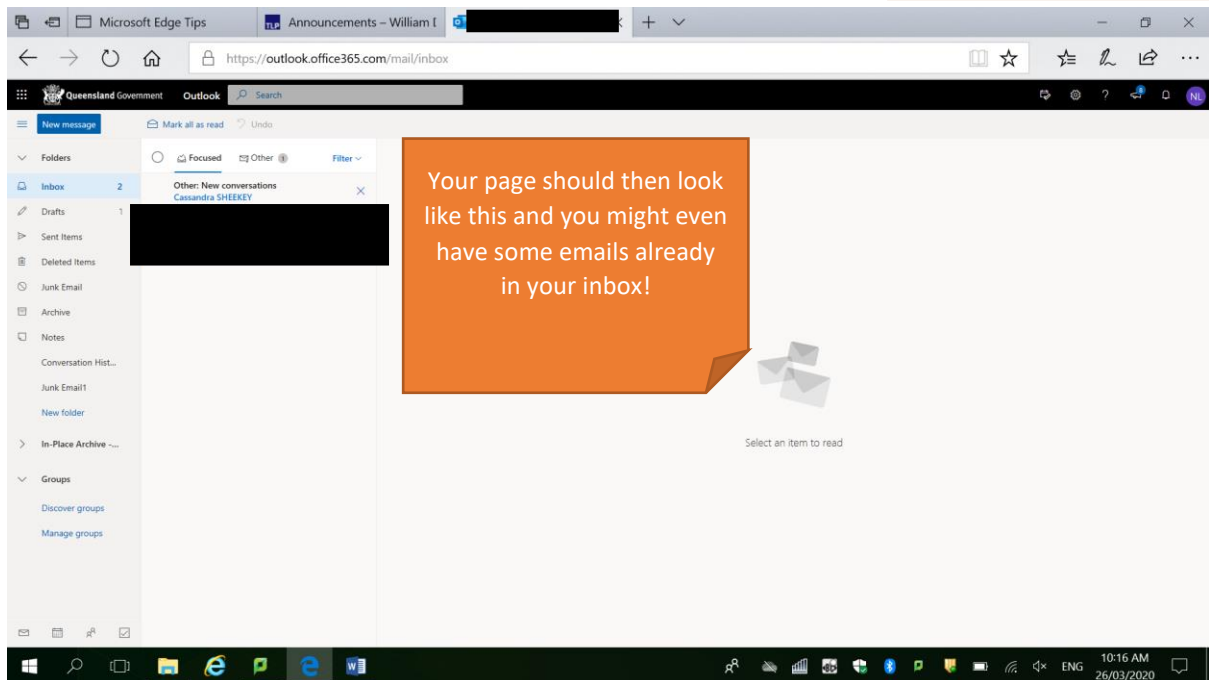 Microsoft Edge Tips
TLP
Announcements – William D
https://outlook.office365.com/mail/inbox
Queensland Government
Outlook
Search
NL
New message
Mark all as read
Undo
Folders
Focused
Other
Filter
Inbox 2
Other: New conversations
Cassandra SHEEKEY
Drafts 1
Sent Items
Deleted Items
Junk Email
Archive
Notes
Conversation Hist...
Junk Email1
New folder
In-Place Archive -...
Groups
Discover groups
Manage groups
Your page should then look
like this and you might even
have some emails already
in your inbox!
Select an item to read
ENG
10:16 AM
26/03/2020